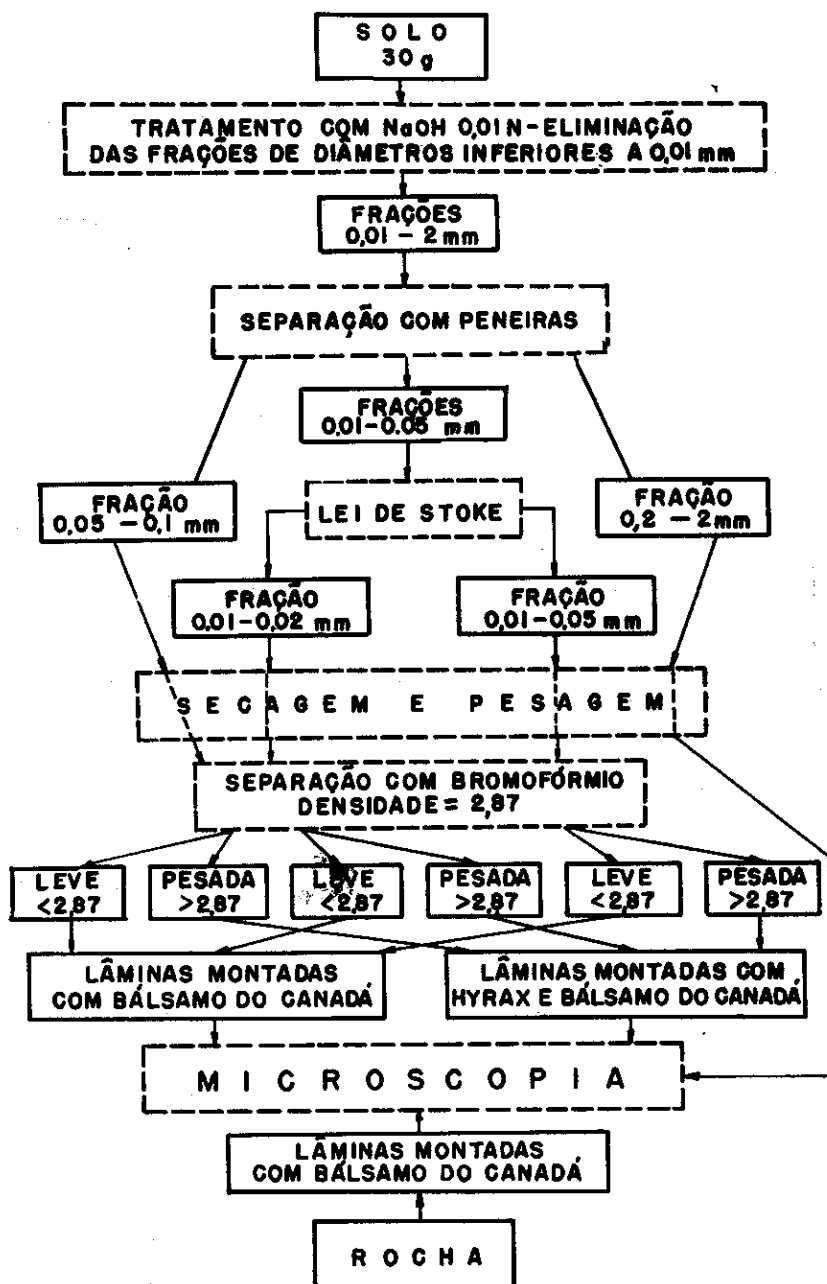 SOLO
30 g
TRATAMENTO COM NaOH 0,01 N-ELIMINAÇÃO
DAS FRAÇÕES DE DIÂMETROS INFERIORES A 0,01 mm
FRAÇÕES
0,01 - 2 mm
SEPARAÇÃO COM PENEIRAS
FRAÇÕES
0,01-0.05 mm
FRAÇÃO
0,05 - 0,1 mm
LEI DE STOKE
FRAÇÃO
0,2 - 2mm
FRAÇÃO
0.01-0,02 mm
FRAÇÃO
0.01-0,05 mm
SECAGEM E PESAGEM
SEPARAÇÃO COM BROMOFÓRMIO
DENSIDADE = 2,87
LEVE
<2,87
PESADA
>2,87
LEVE
<2,87
PESADA
>2,87
LEVE
<2,87
PESADA
>2,87
LÂMINAS MONTADAS
COM BÁLSAMO DO CANADÁ
LÂMINAS MONTADAS COM
HYRAX E BÁLSAMO DO CANADÁ
MICROSCOPIA
LÂMINAS MONTADAS
COM BÁLSAMO DO CANADÁ
ROCHA